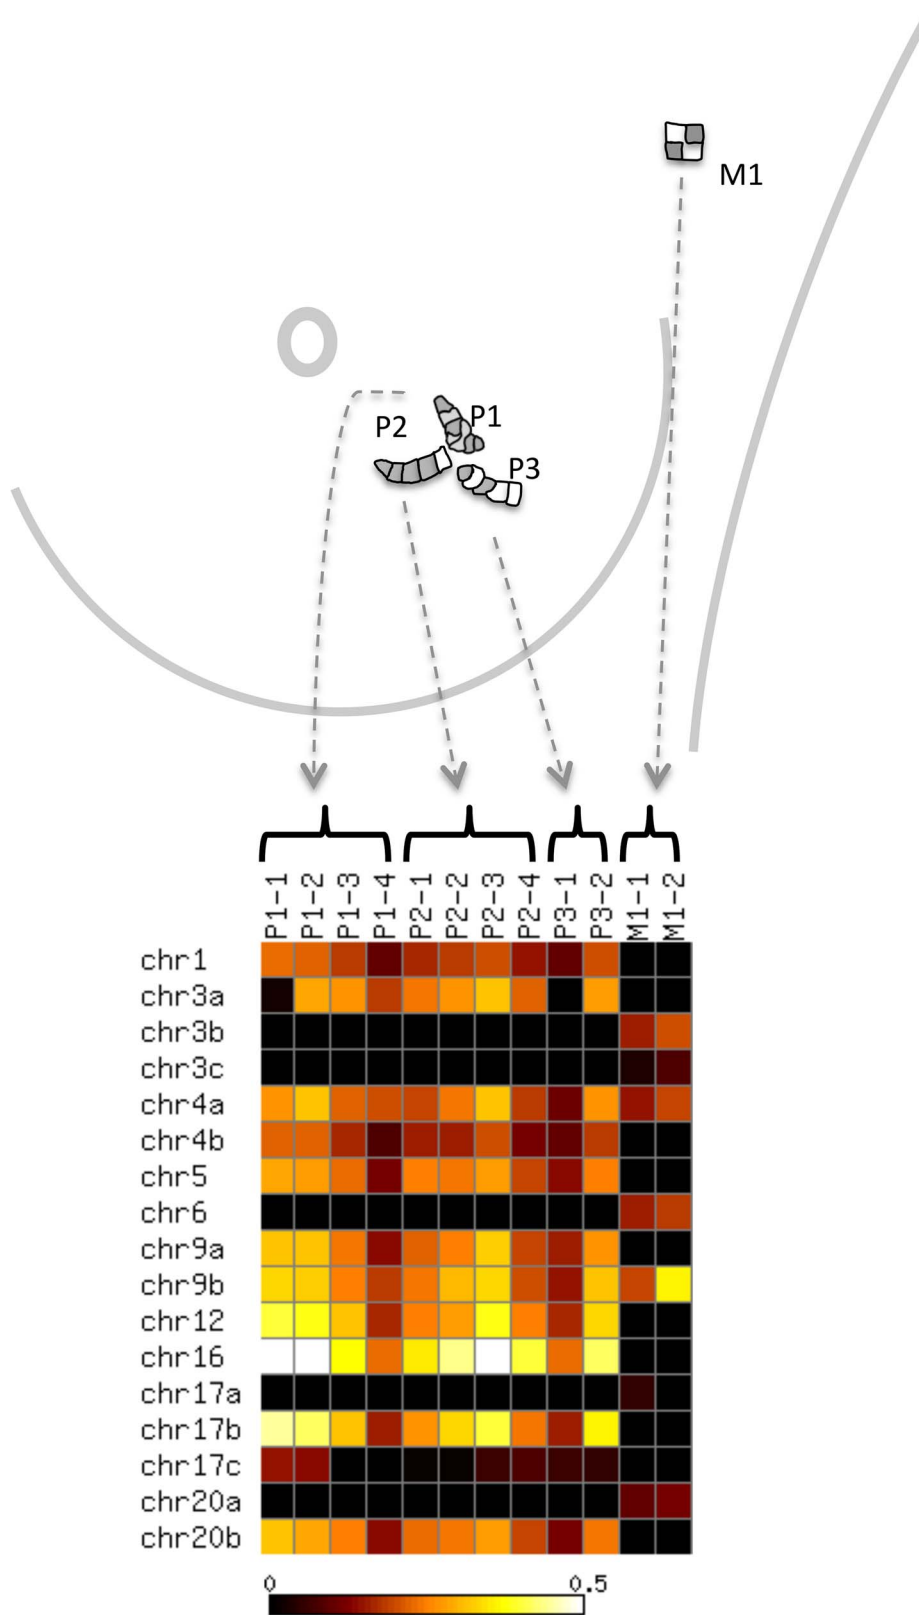 M1
P1
P2
P3
P1-1 P1-2 P1-3 P1-4 P2-1 P2-2 P2-3 P2-4 P3-1 P3-2 M1-1 M1-2
chr1
chr3a
chr3b
chr3c
chr4a
chr4b
chr5
chr6
chr9a
chr9b
chr12
chr16
chr17a
chr17b
chr17c
chr20a
chr20b
0 0.5